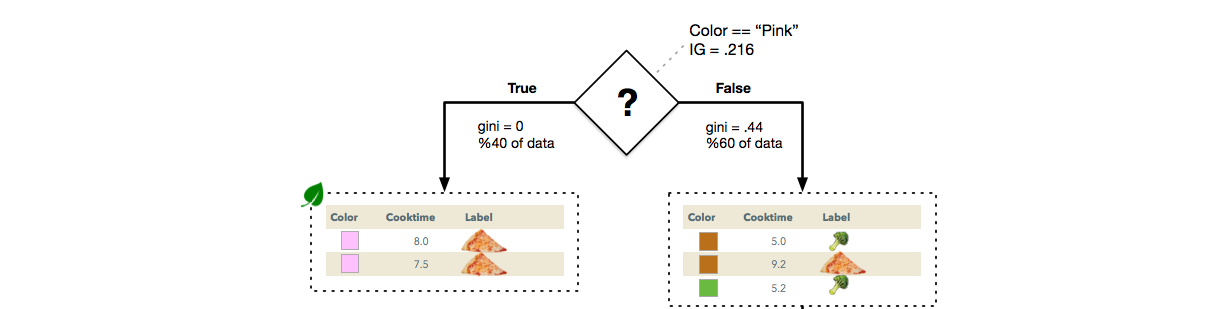 Color == “Pink”
IG = .216
True
False
?
gini = 0
%40 of data
gini = .44
%60 of data
Color Cooktime Label
8.0
7.5
Color Cooktime Label
5.0
9.2
5.2